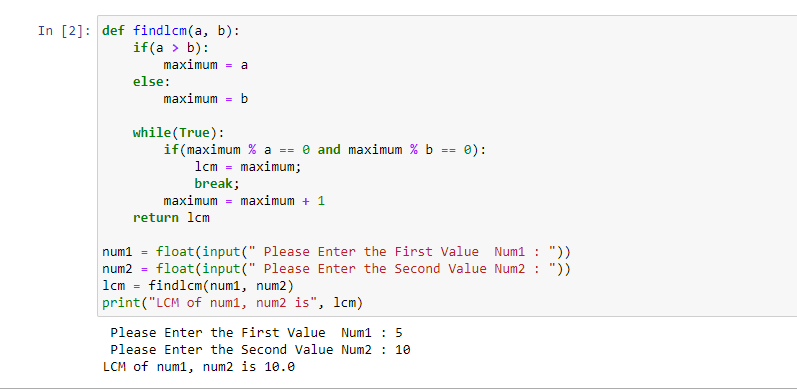 In [2]: def findlcm(a, b):
    if(a > b):
        maximum = a
    else:
        maximum = b

    while(True):
        if(maximum % a == 0 and maximum % b == 0):
            lcm = maximum;
            break;
        maximum = maximum + 1
    return lcm

num1 = float(input(" Please Enter the First Value  Num1 : "))
num2 = float(input(" Please Enter the Second Value Num2 : "))
lcm = findlcm(num1, num2)
print("LCM of num1, num2 is", lcm)
 Please Enter the First Value  Num1 : 5
 Please Enter the Second Value Num2 : 10
LCM of num1, num2 is 10.0